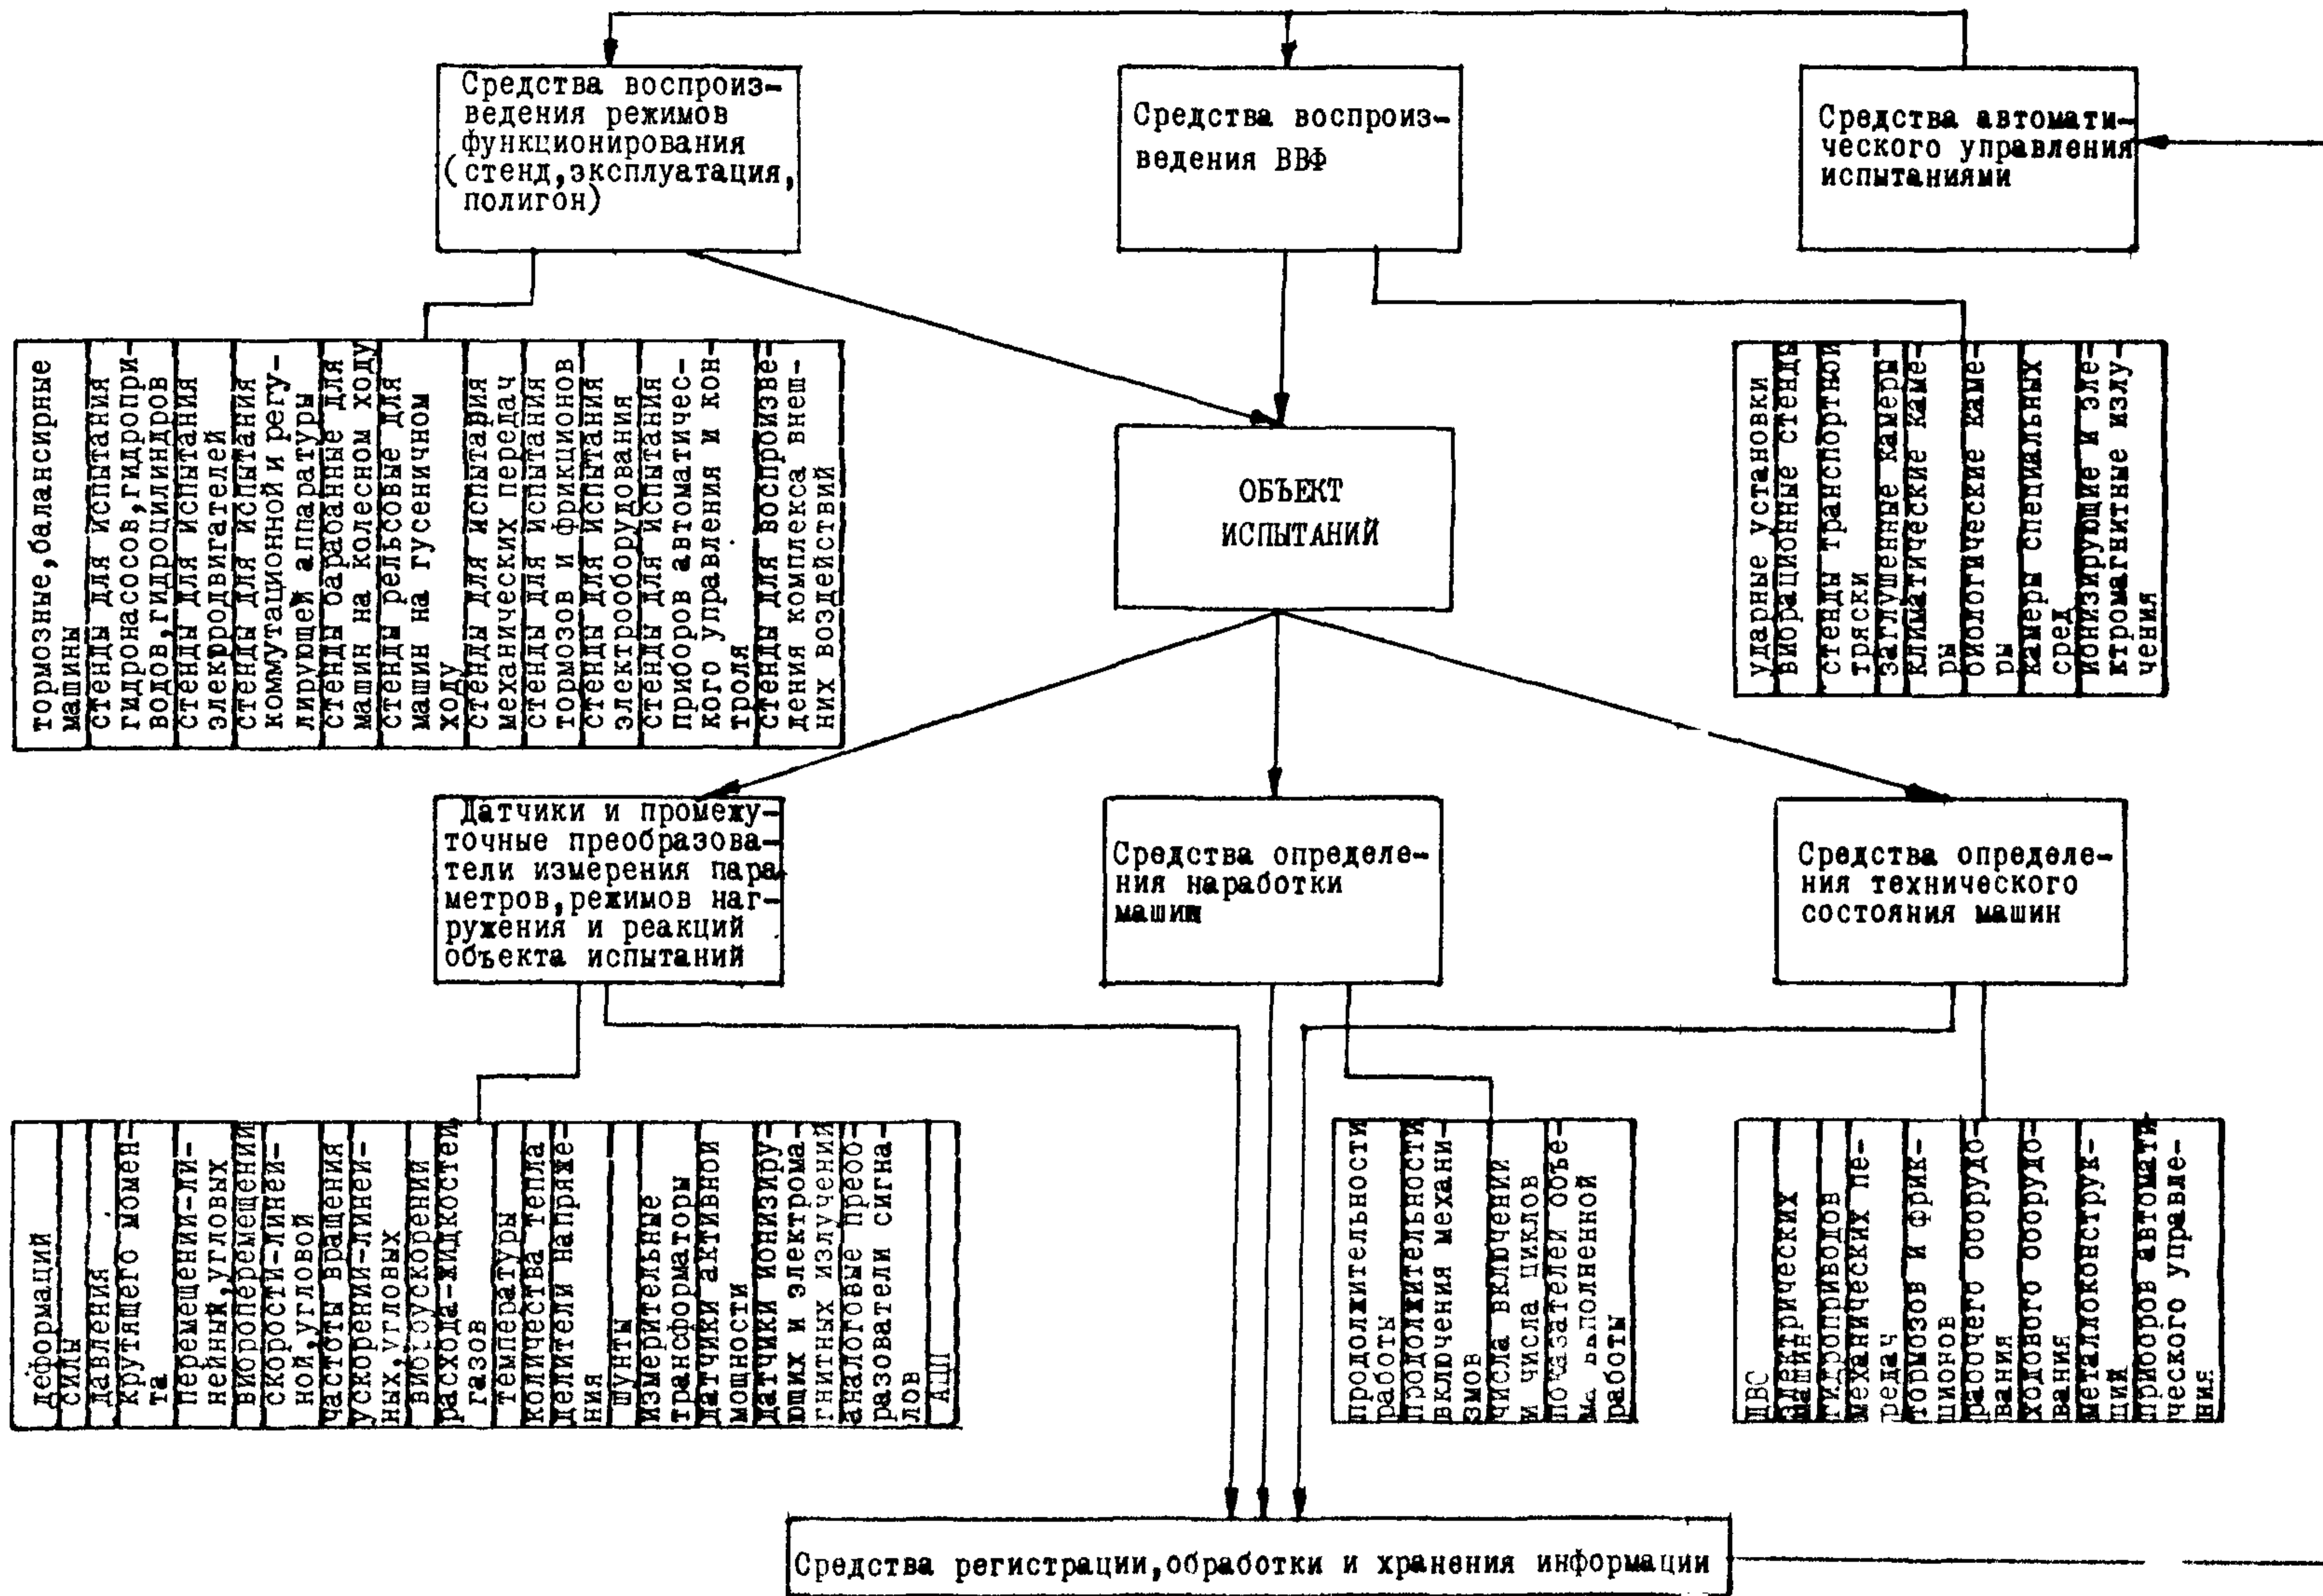 Средства воспроиз-
ведения режимов
функционирования
(стенд,эксплуатация,
полигон)
Средства воспроиз-
ведения ВВФ
Средства автомати-
ческого управления
испытаниями
тормозные,балансирные
машины
стенды для испытания
гидронасосов,гидропри-
водов,гидроцилиндров
стенды для испытания
электродвигателей
стенды для испытания
коммутационной и регу-
лирующей аппаратуры
стенды барабанные для
машин на колесном ходу
стенды рельсовые для
машин на гусеничном
ходу
стенды для испытария
механических передач
стенды для испытания
тормозов и фрикционов
стенды для испытания
электрооборудования
стенды для испытания
приборов автоматичес-
кого управления и кон-
троля
стенды для воспроизве-
дения комплекса внеш-
них воздействий
ОБЪЕКТ
ИСПЫТАНИЙ
ударные установки
вибрационные стенды
стенды транспортной
тряски
заглушенные камеры
климатические каме-
ры
биологические каме-
ры
камеры специальных
сред
ионизирующие и эле-
ктромагнитные излу-
чения
Датчики и промежу-
точные преобразова-
тели измерения пара
метров,режимов наг-
ружения и реакций
объекта испытаний
Средства определе-
ния наработки
машин
Средства определе-
ния технического
состояния машин
деформаций
силы
давления
крутящего момен-
та
перемещений-ли-
нейный,угловых
виброперемещений
скорости-линей-
ной,угловой
частоты вращения
ускорений-линей-
ных,угловых
виброускорений
расхода-жидкостей
газов
температуры
количества тепла
делители напряже-
ния
шунты
измерительные
трансформаторы
датчики активной
мощности
датчики ионизиру-
ющих и электрома-
гнитных излучений
аналоговые преоб-
разователи сигна-
лов
АЦП
продолжительности
работы
продолжительности
включения механи-
змов
числа включений
и числа циклов
показателей объе-
ма выполненной
работы
ДВС
электрических
машин
гидроприводов
механических пе-
редач
тормозов и фрик-
ционов
рабочего оборудо-
вания
ходового оборудо-
вания
металлоконструк-
ций
приборов автомати
ческого управле-
ния
Средства регистрации,обработки и хранения информации